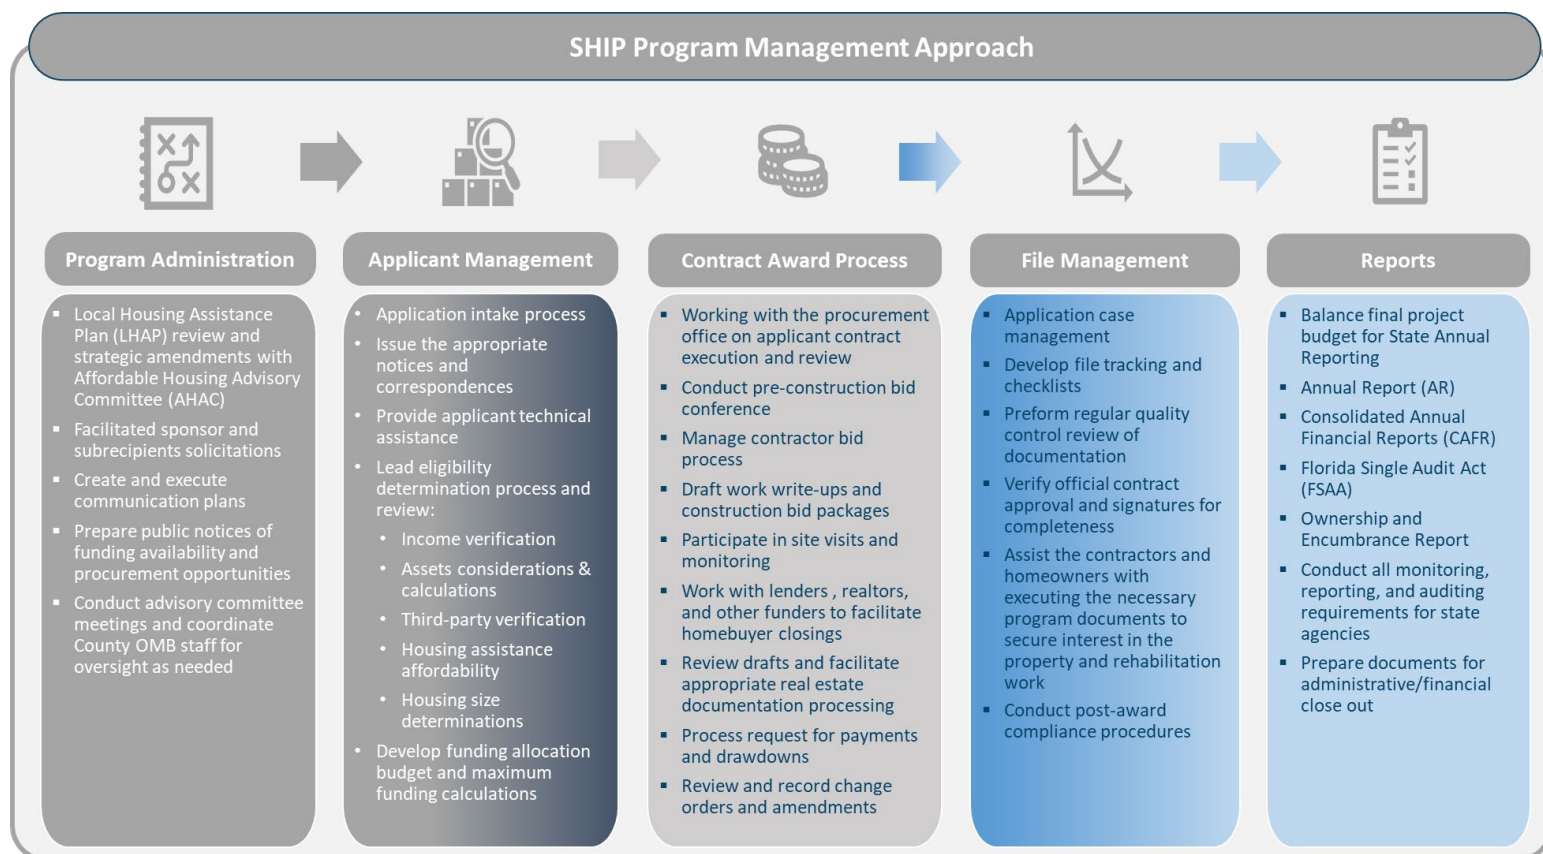 SHIP Program Management Approach
Program Administration
▪ Local Housing Assistance
Plan (LHAP) review and
strategic amendments with
Affordable Housing Advisory
Committee (AHAC)
▪ Facilitated sponsor and
subrecipients solicitations
▪ Create and execute
communication plans
▪ Prepare public notices of
funding availability and
procurement opportunities
▪ Conduct advisory committee
meetings and coordinate
County OMB staff for
oversight as needed
Applicant Management
• Application intake process
• Issue the appropriate
notices and
correspondences
• Provide applicant technical
assistance
• Lead eligibility
determination process and
review:
• Income verification
• Assets considerations &
calculations
• Third-party verification
• Housing assistance
affordability
• Housing size
determinations
• Develop funding allocation
budget and maximum
funding calculations
Contract Award Process
▪ Working with the procurement
office on applicant contract
execution and review
▪ Conduct pre-construction bid
conference
▪ Manage contractor bid
process
▪ Draft work write-ups and
construction bid packages
▪ Participate in site visits and
monitoring
▪ Work with lenders , realtors,
and other funders to facilitate
homebuyer closings
▪ Review drafts and facilitate
appropriate real estate
documentation processing
▪ Process request for payments
and drawdowns
▪ Review and record change
orders and amendments
File Management
▪ Application case
management
▪ Develop file tracking and
checklists
▪ Preform regular quality
control review of
documentation
▪ Verify official contract
approval and signatures for
completeness
▪ Assist the contractors and
homeowners with
executing the necessary
program documents to
secure interest in the
property and rehabilitation
work
▪ Conduct post-award
compliance procedures
Reports
▪ Balance final project
budget for State Annual
Reporting
▪ Annual Report (AR)
▪ Consolidated Annual
Financial Reports (CAFR)
▪ Florida Single Audit Act
(FSAA)
▪ Ownership and
Encumbrance Report
▪ Conduct all monitoring,
reporting, and auditing
requirements for state
agencies
▪ Prepare documents for
administrative/financial
close out